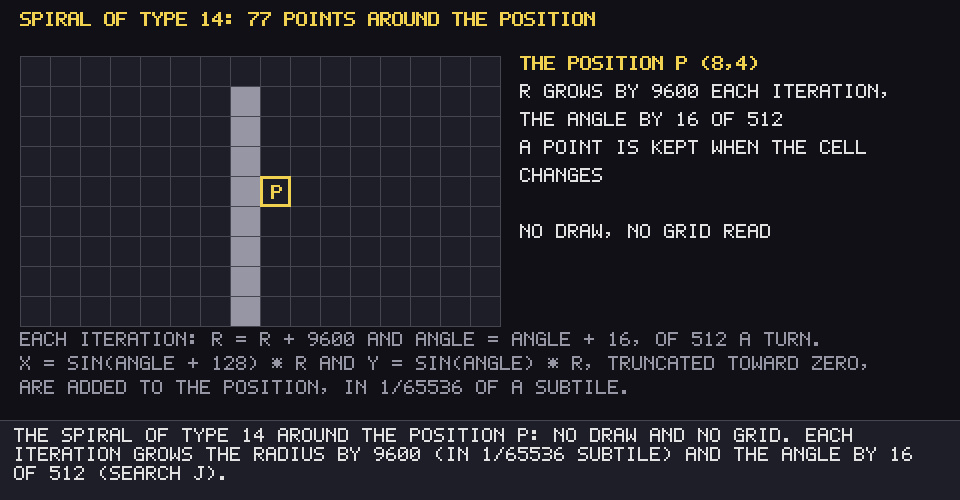 SPIRAL OF TYPE 14: 77 POINTS AROUND THE POSITION
THE POSITION P (8,4)
R GROWS BY 9600 EACH ITERATION,
THE ANGLE BY 16 OF 512
A POINT IS KEPT WHEN THE CELL
CHANGES
P
NO DRAW, NO GRID READ
EACH ITERATION: R = R + 9600 AND ANGLE = ANGLE + 16, OF 512 A TURN.
X = SIN(ANGLE + 128) * R AND Y = SIN(ANGLE) * R, TRUNCATED TOWARD ZERO,
ARE ADDED TO THE POSITION, IN 1/65536 OF A SUBTILE.
THE SPIRAL OF TYPE 14 AROUND THE POSITION P: NO DRAW AND NO GRID. EACH
ITERATION GROWS THE RADIUS BY 9600 (IN 1/65536 SUBTILE) AND THE ANGLE BY 16
OF 512 (SEARCH J).